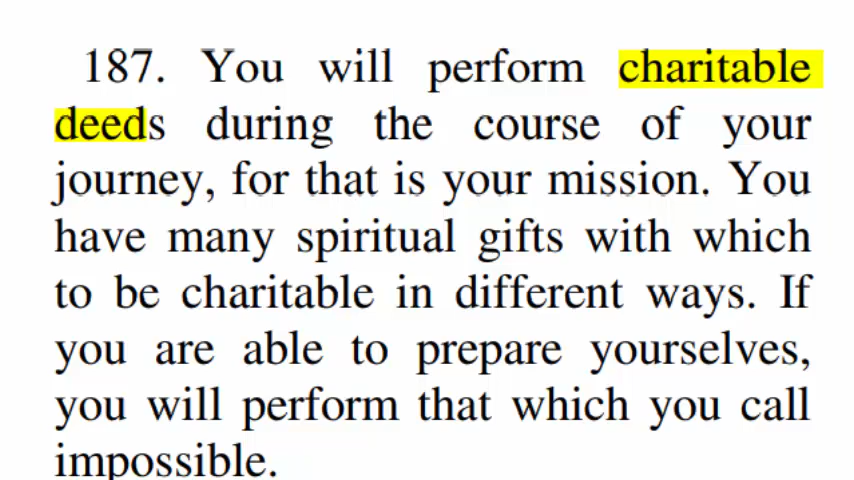 187. You will perform charitable
deeds during the course of your
journey, for that is your mission. You
have many spiritual gifts with which
to be charitable in different ways. If
you are able to prepare yourselves,
you will perform that which you call
impossible.